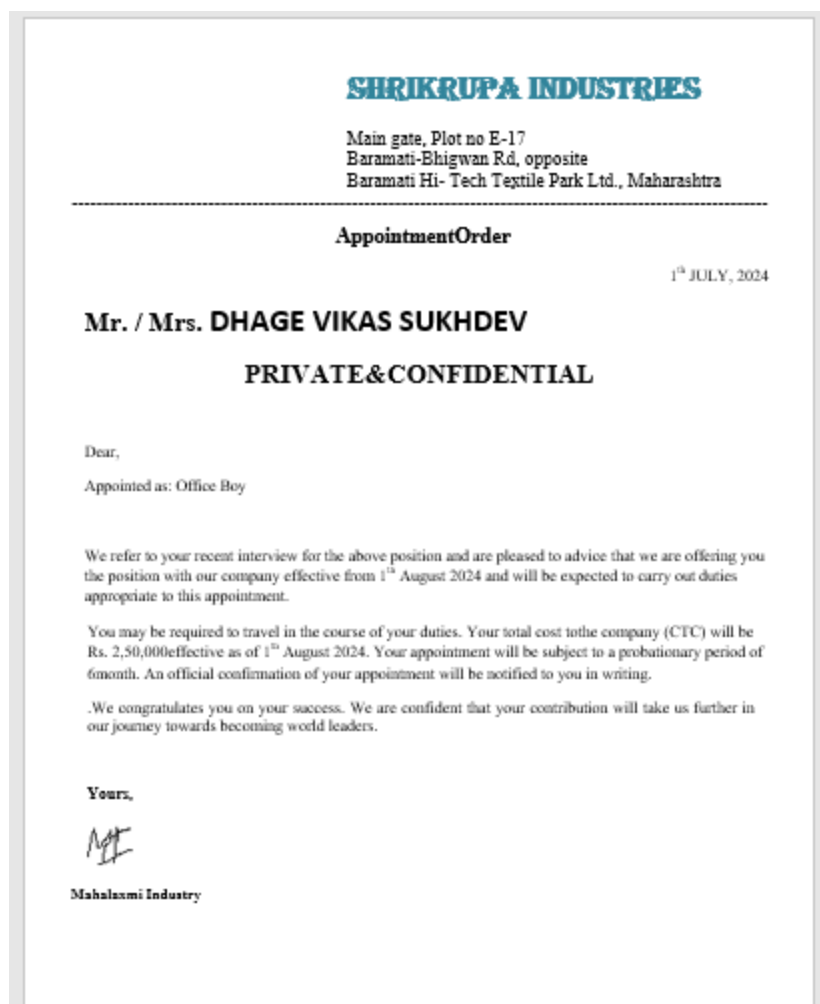 SHRIKRUPA INDUSTRIES
Main gate, Plot no E-17
Baramati-Bhigwan Rd, opposite
Baramati Hi- Tech Textile Park Ltd., Maharashtra
--------------------------------------------------------------------------------
AppointmentOrder
1th JULY, 2024
Mr. / Mrs. DHAGE VIKAS SUKHDEV
PRIVATE&CONFIDENTIAL
Dear,
Appointed as: Office Boy
We refer to your recent interview for the above position and are pleased to advice that we are offering you
the position with our company effective from 1th August 2024 and will be expected to carry out duties
appropriate to this appointment.
You may be required to travel in the course of your duties. Your total cost tothe company (CTC) will be
Rs. 2,50,000effective as of 1th August 2024. Your appointment will be subject to a probationary period of
6month. An official confirmation of your appointment will be notified to you in writing.
.We congratulates you on your success. We are confident that your contribution will take us further in
our journey towards becoming world leaders.
Yours,
Mahalaxmi Industry